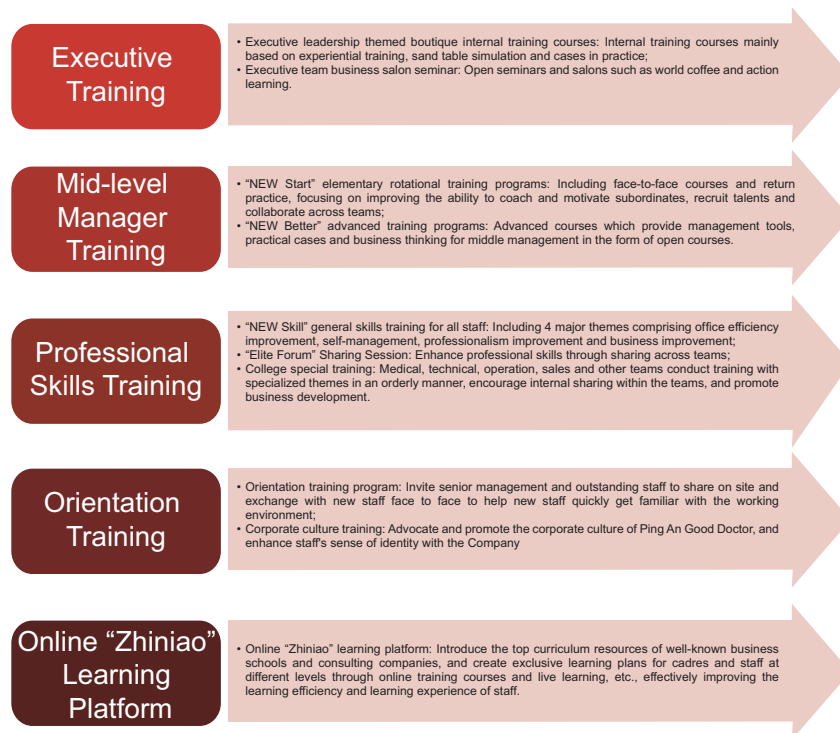 Executive
Training
• Executive leadership themed boutique internal training courses: Internal training courses mainly
based on experiential training, sand table simulation and cases in practice;
• Executive team business salon seminar: Open seminars and salons such as world coffee and action
learning.
Mid-level
Manager
Training
• “NEW Start” elementary rotational training programs: Including face-to-face courses and return
practice, focusing on improving the ability to coach and motivate subordinates, recruit talents and
collaborate across teams;
• “NEW Better” advanced training programs: Advanced courses which provide management tools,
practical cases and business thinking for middle management in the form of open courses.
Professional
Skills Training
• “NEW Skill” general skills training for all staff: Including 4 major themes comprising office efficiency
improvement, self-management, professionalism improvement and business improvement;
• “Elite Forum” Sharing Session: Enhance professional skills through sharing across teams;
• College special training: Medical, technical, operation, sales and other teams conduct training with
specialized themes in an orderly manner, encourage internal sharing within the teams, and promote
business development.
Orientation
Training
• Orientation training program: Invite senior management and outstanding staff to share on site and
exchange with new staff face to face to help new staff quickly get familiar with the working
environment;
• Corporate culture training: Advocate and promote the corporate culture of Ping An Good Doctor, and
enhance staff's sense of identity with the Company
Online “Zhiniao”
Learning
Platform
• Online “Zhiniao” learning platform: Introduce the top curriculum resources of well-known business
schools and consulting companies, and create exclusive learning plans for cadres and staff at
different levels through online training courses and live learning, etc., effectively improving the
learning efficiency and learning experience of staff.